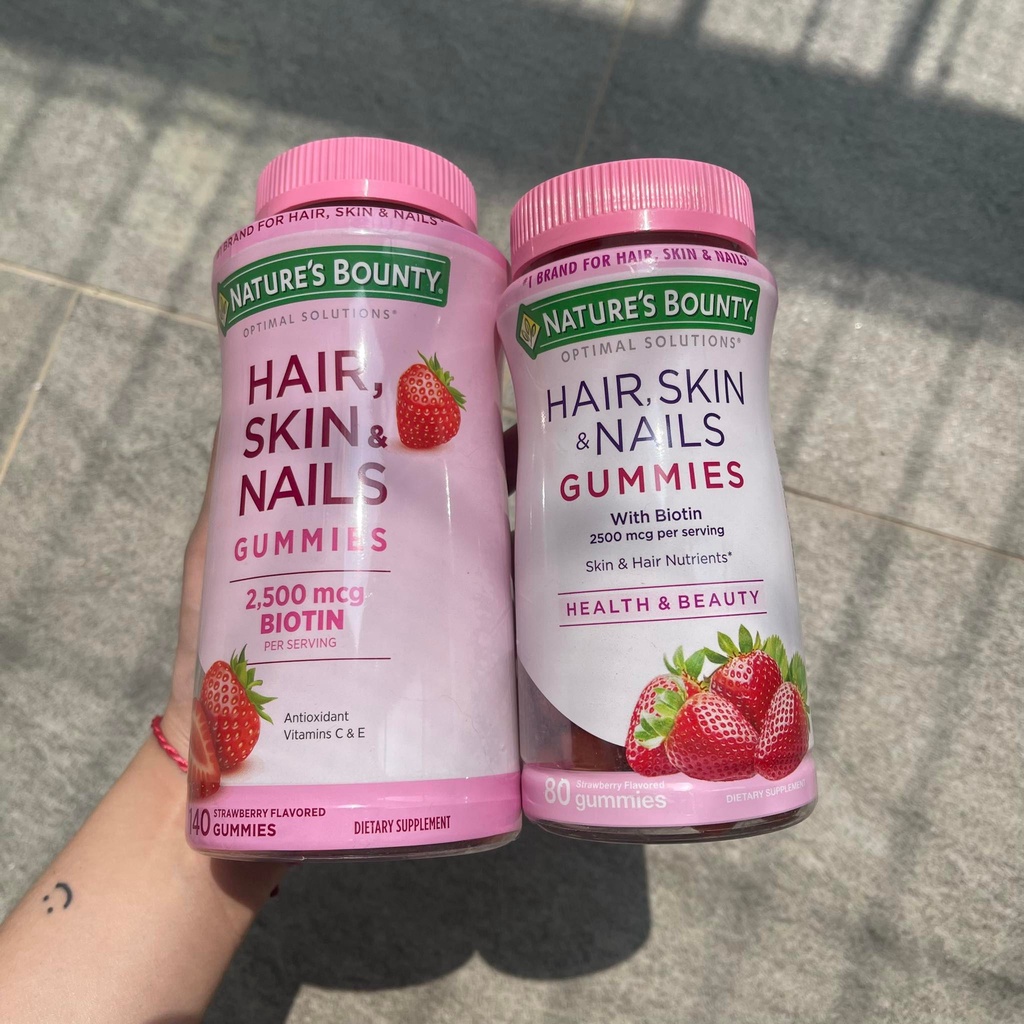 BRAND FOR HAIR, SKIN & NAILS*
NATURE'S BOUNTY®
OPTIMAL SOLUTIONS®
HAIR,
SKIN &
NAILS
GUMMIES
2,500 mcg
BIOTIN
PER SERVING
Antioxidant
Vitamins C & E
140 STRAWBERRY FLAVORED
GUMMIES
DIETARY SUPPLEMENT
#1 BRAND FOR HAIR, SKIN & NAILS*
NATURE'S BOUNTY®
OPTIMAL SOLUTIONS®
HAIR, SKIN
& NAILS
GUMMIES
With Biotin
2500 mcg per serving
Skin & Hair Nutrients*
HEALTH & BEAUTY
80 Strawberry Flavored
gummies
DIETARY SUPPLEMENT